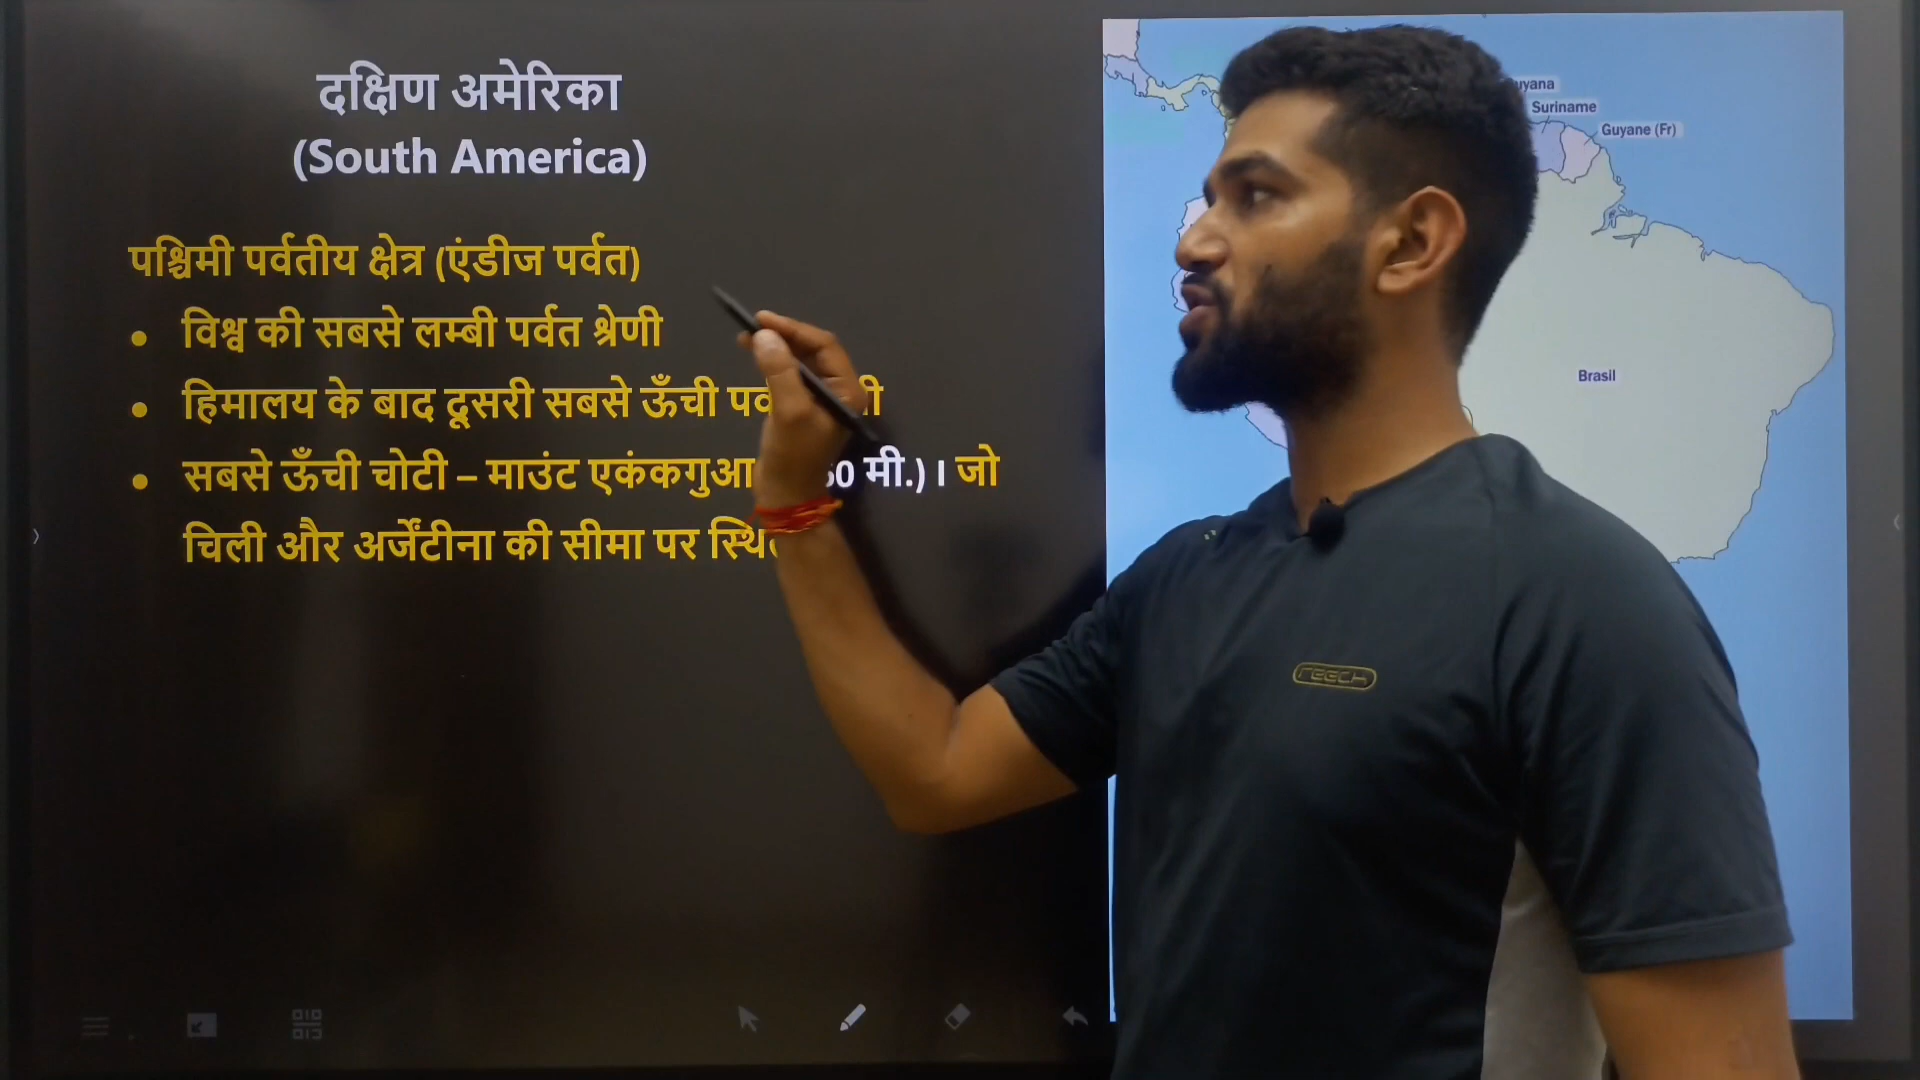 दक्षिण अमेरिका
(South America)
पश्चिमी पर्वतीय क्षेत्र (एंडीज पर्वत)
• विश्व की सबसे लम्बी पर्वत श्रेणी
• हिमालय के बाद दूसरी सबसे ऊँची
• सबसे ऊँची चोटी – माउंट एकंकगुआ मी.) । जो
चिली और अर्जेंटीना की सीमा पर
Suriname
Guyane (Fr)
Brasil
reech